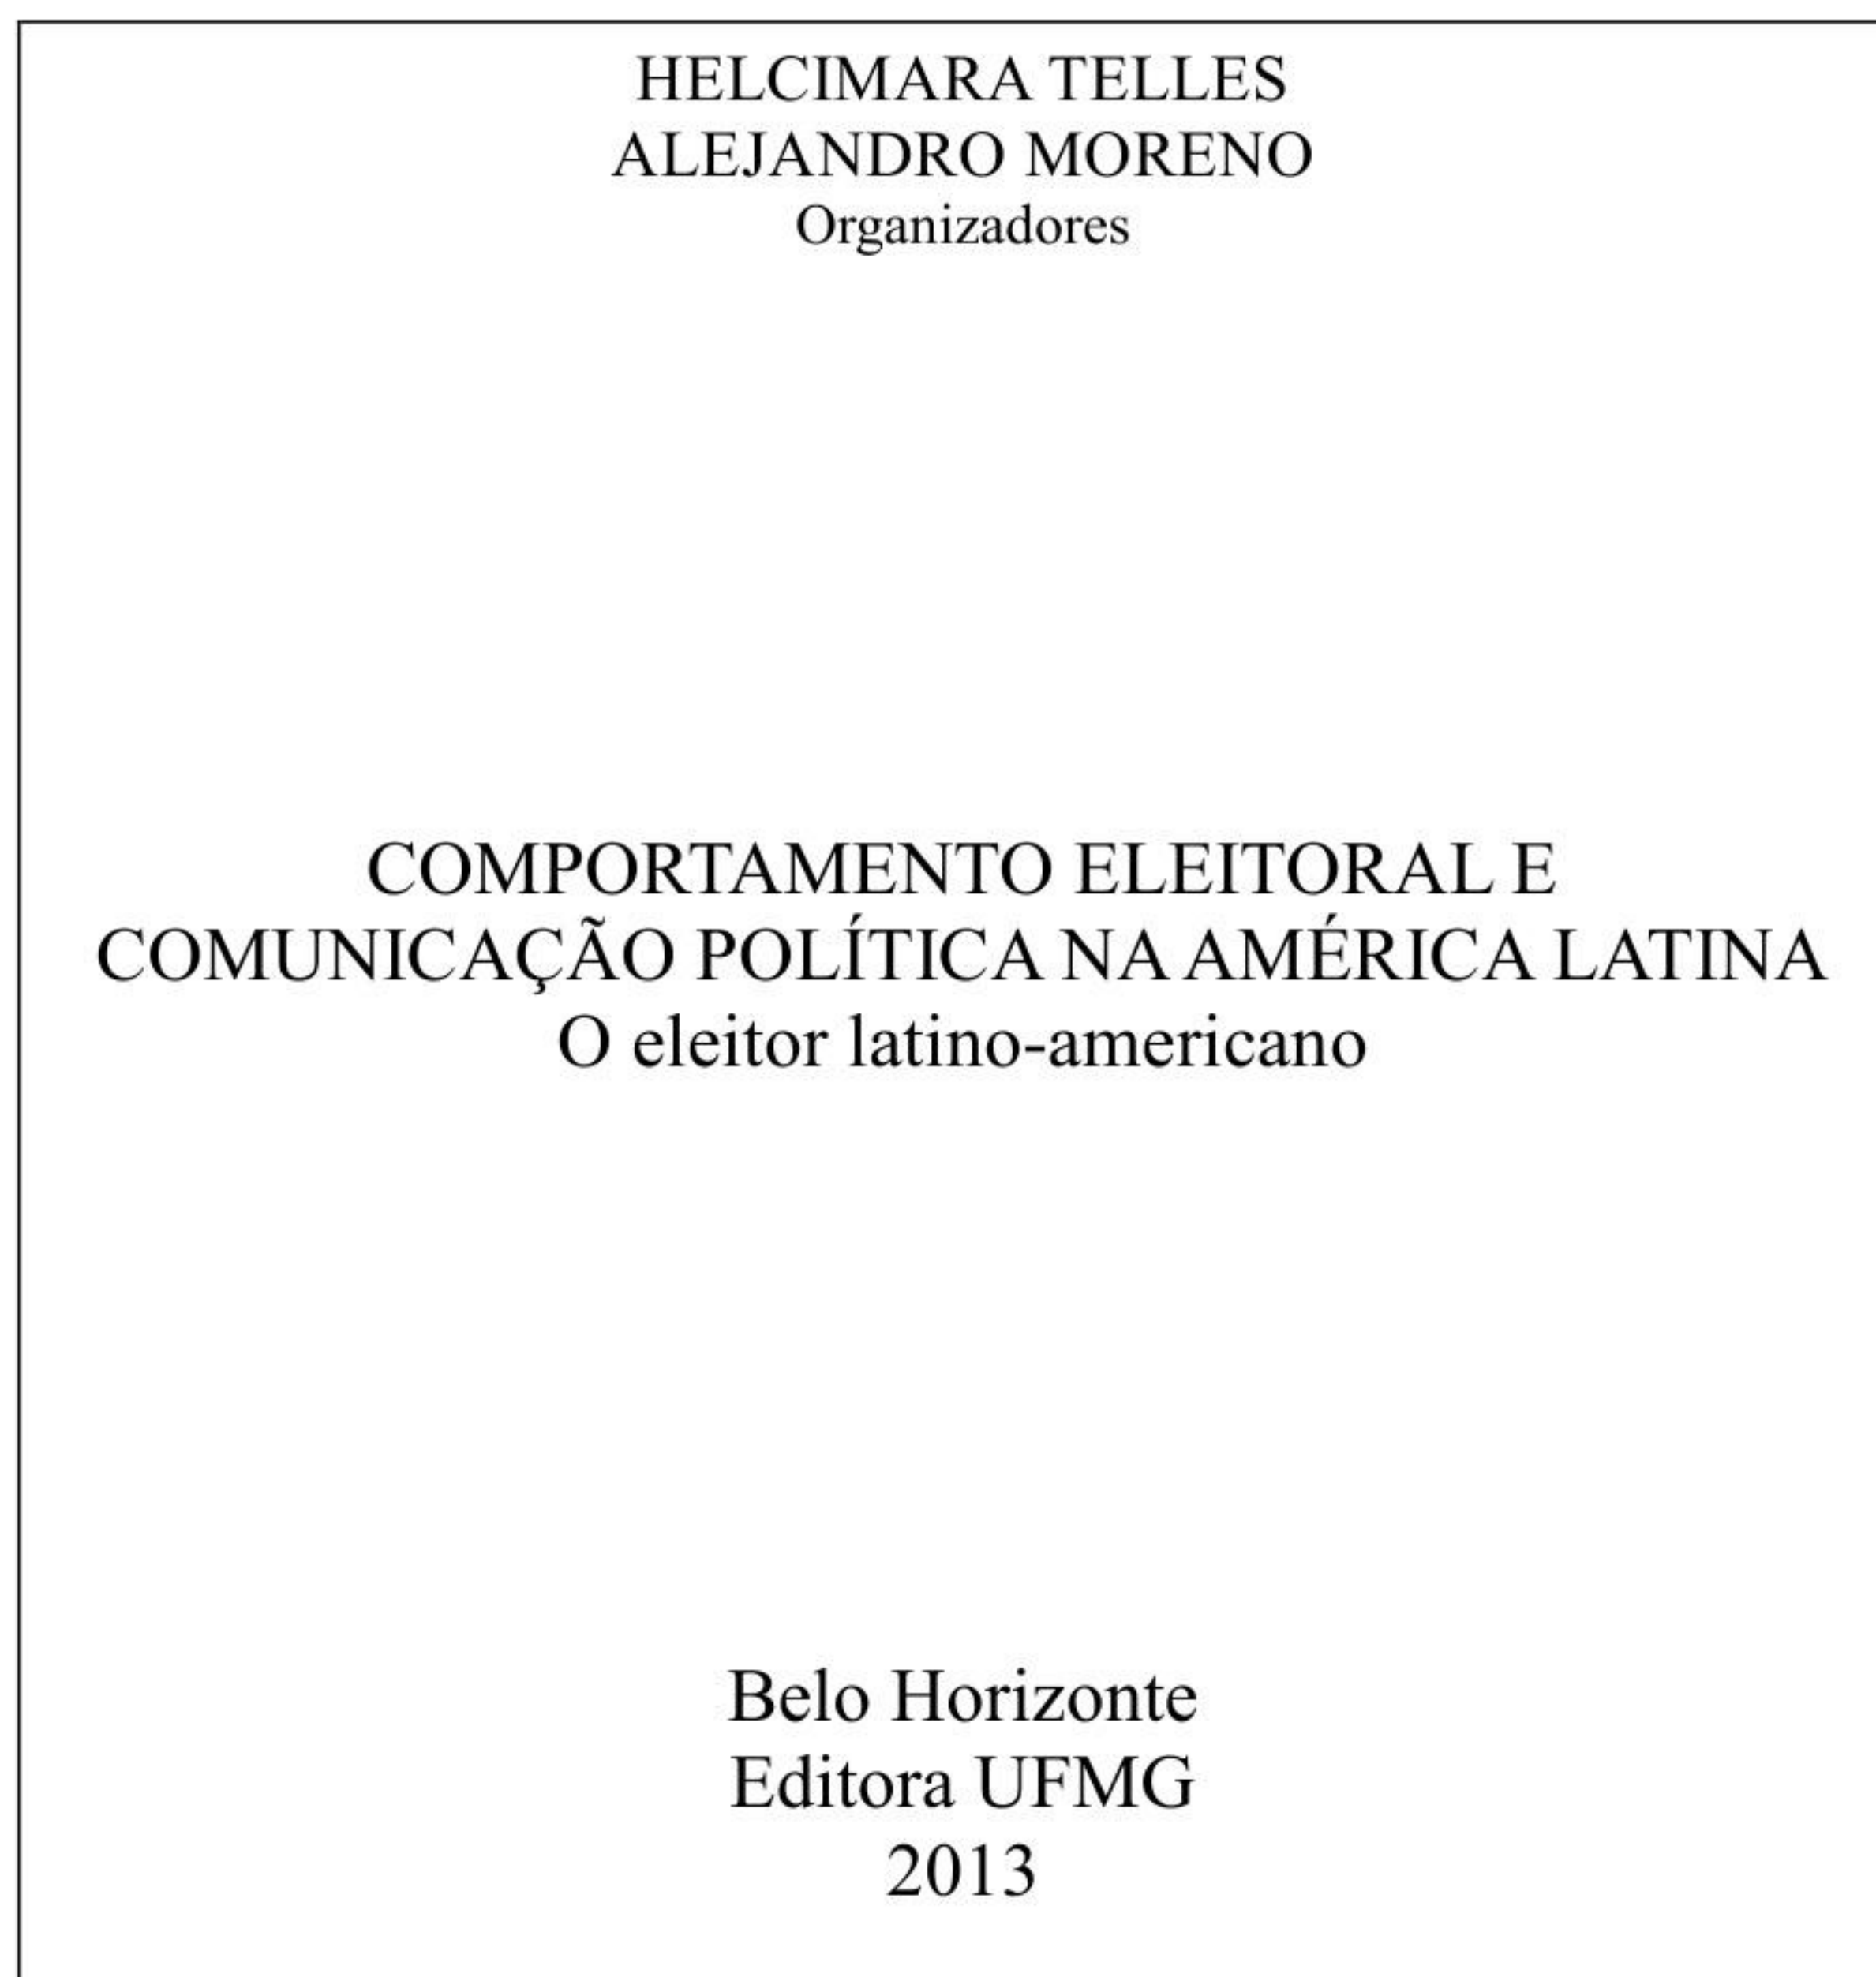 HELCIMARA TELLES
ALEJANDRO MORENO
Organizadores
COMPORTAMENTO ELEITORAL E
COMUNICAÇÃO POLÍTICA NA AMÉRICA LATINA
O eleitor latino-americano
Belo Horizonte
Editora UFMG
2013